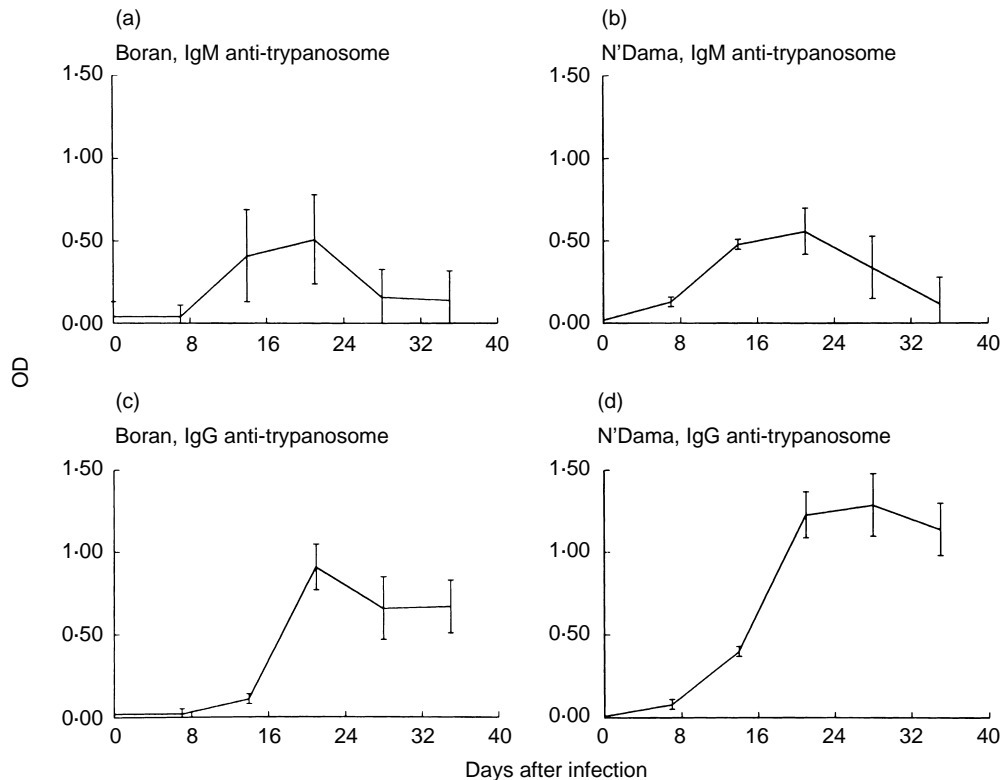 (a)
Boran, IgM anti-trypanosome
1·50
1·00
0·50
0·00
0 8 16 24 32 40
(b)
N'Dama, IgM anti-trypanosome
1·50
1·00
0·50
0·00
0 8 16 24 32 40
OD
(c)
Boran, IgG anti-trypanosome
1·50
1·00
0·50
0·00
0 8 16 24 32 40
(d)
N'Dama, IgG anti-trypanosome
1·50
1·00
0·50
0·00
0 8 16 24 32 40
Days after infection